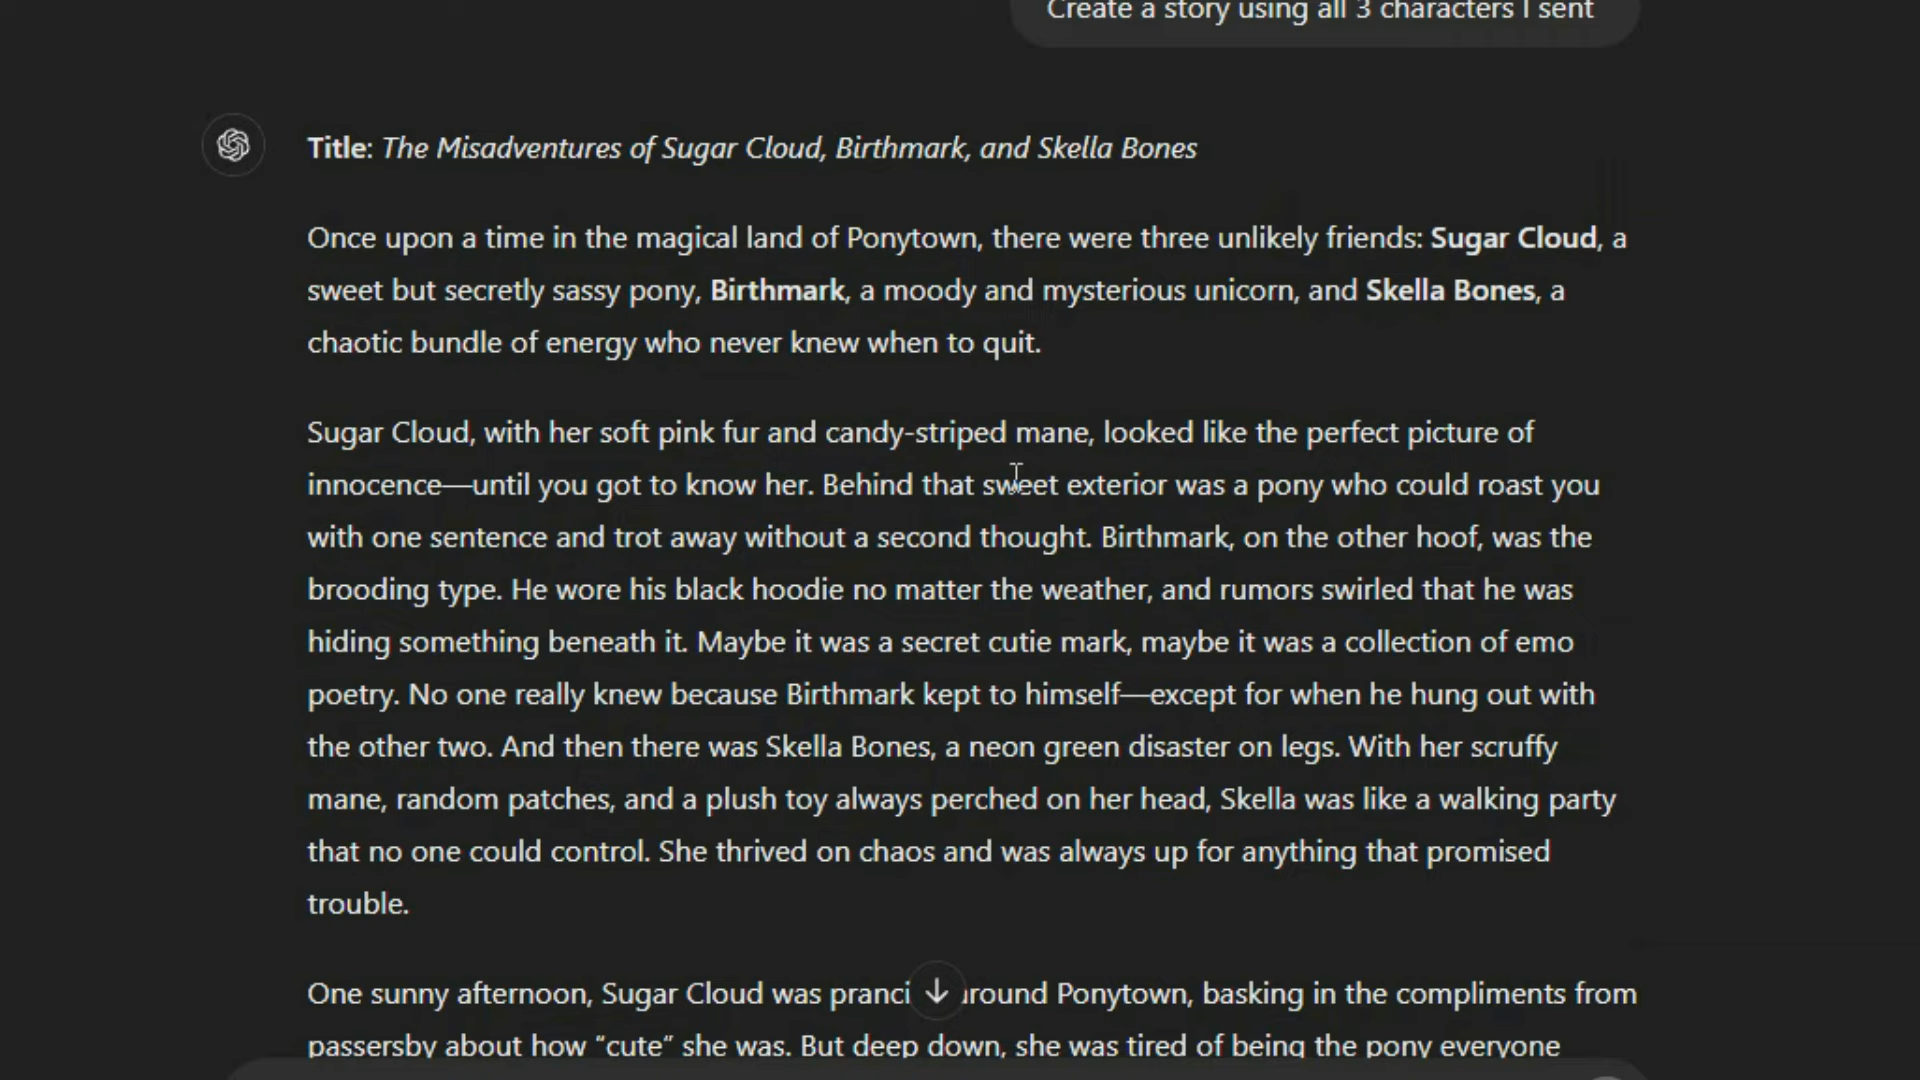 Create a story using all 3 characters I sent
Title: The Misadventures of Sugar Cloud, Birthmark, and Skella Bones
Once upon a time in the magical land of Ponytown, there were three unlikely friends: Sugar Cloud, a
sweet but secretly sassy pony, Birthmark, a moody and mysterious unicorn, and Skella Bones, a
chaotic bundle of energy who never knew when to quit.
Sugar Cloud, with her soft pink fur and candy-striped mane, looked like the perfect picture of
innocence—until you got to know her. Behind that sweet exterior was a pony who could roast you
with one sentence and trot away without a second thought. Birthmark, on the other hoof, was the
brooding type. He wore his black hoodie no matter the weather, and rumors swirled that he was
hiding something beneath it. Maybe it was a secret cutie mark, maybe it was a collection of emo
poetry. No one really knew because Birthmark kept to himself—except for when he hung out with
the other two. And then there was Skella Bones, a neon green disaster on legs. With her scruffy
mane, random patches, and a plush toy always perched on her head, Skella was like a walking party
that no one could control. She thrived on chaos and was always up for anything that promised
trouble.
One sunny afternoon, Sugar Cloud was pranci round Ponytown, basking in the compliments from
passersby about how “cute” she was. But deep down, she was tired of being the pony everyone